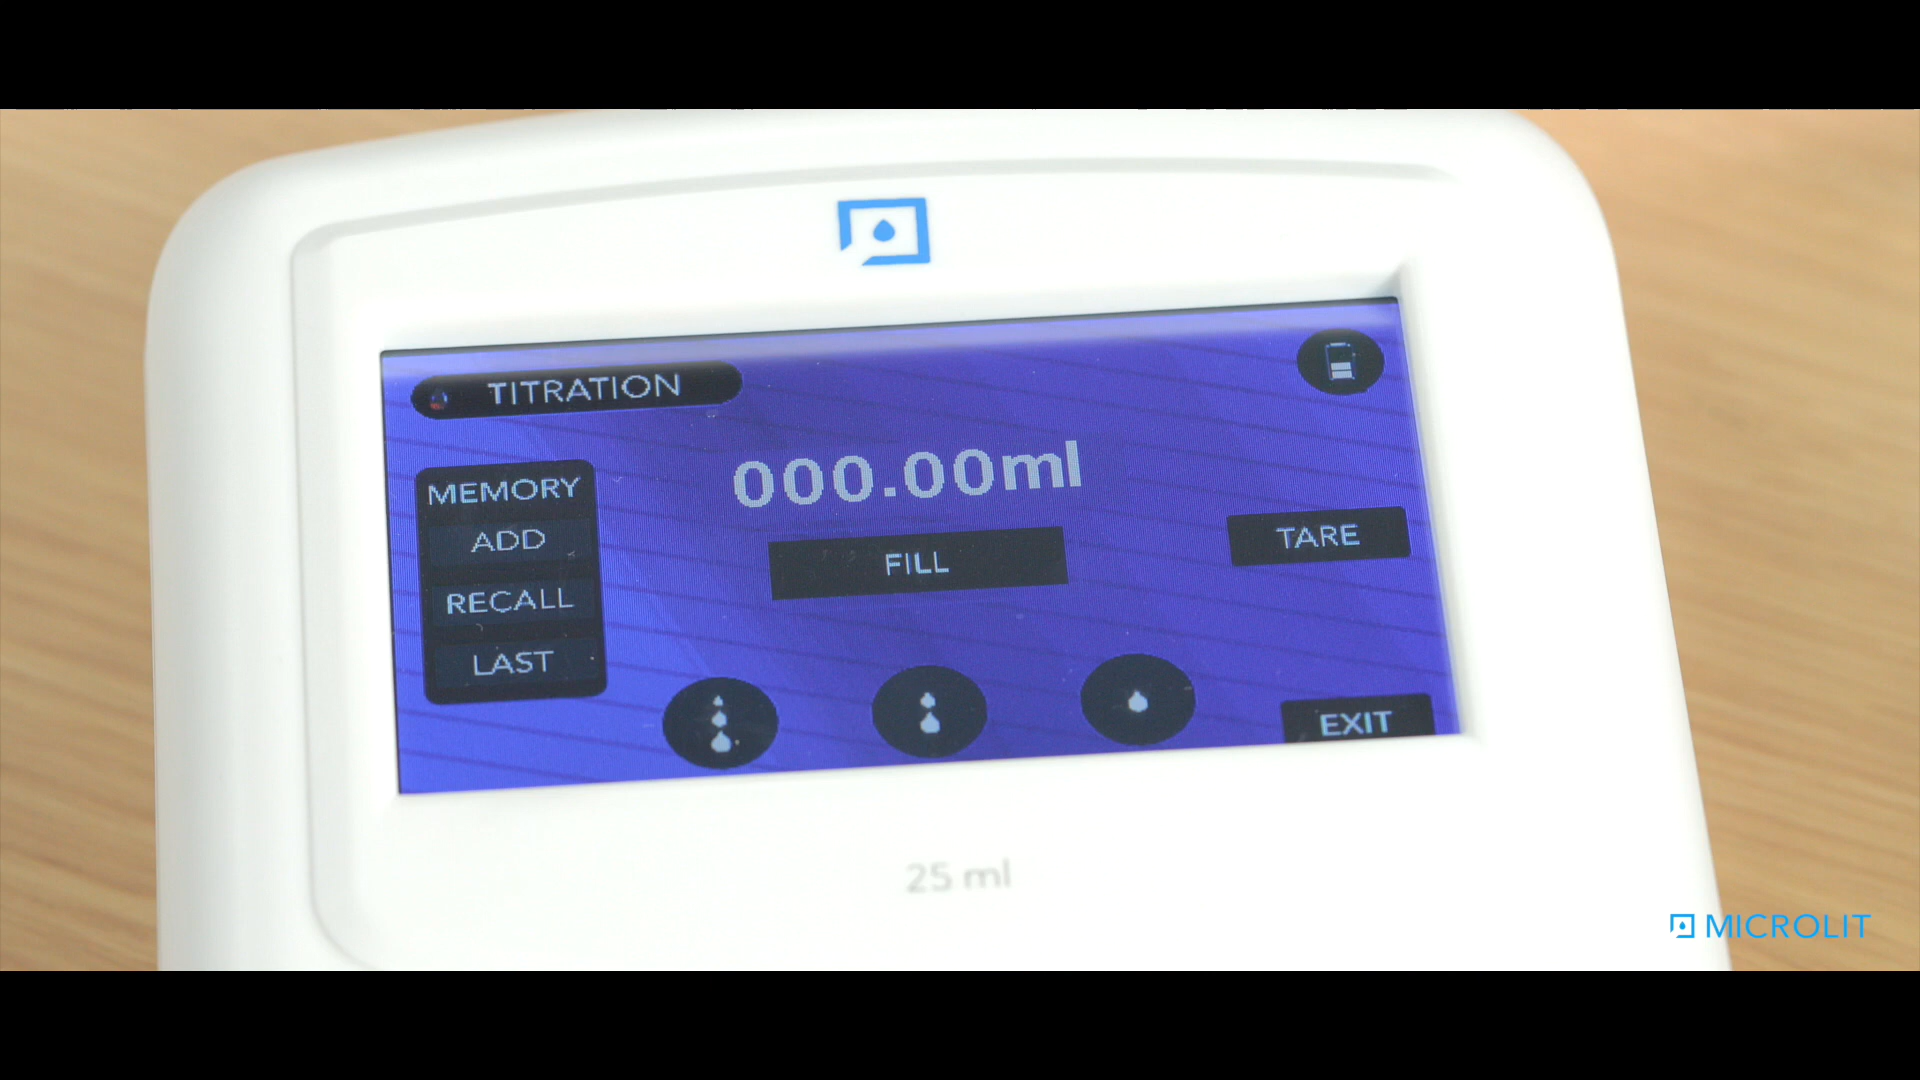 TITRATION
000.00ml
MEMORY
ADD
RECALL
LAST
FILL
TARE
EXIT
25 ml
MICROLIT